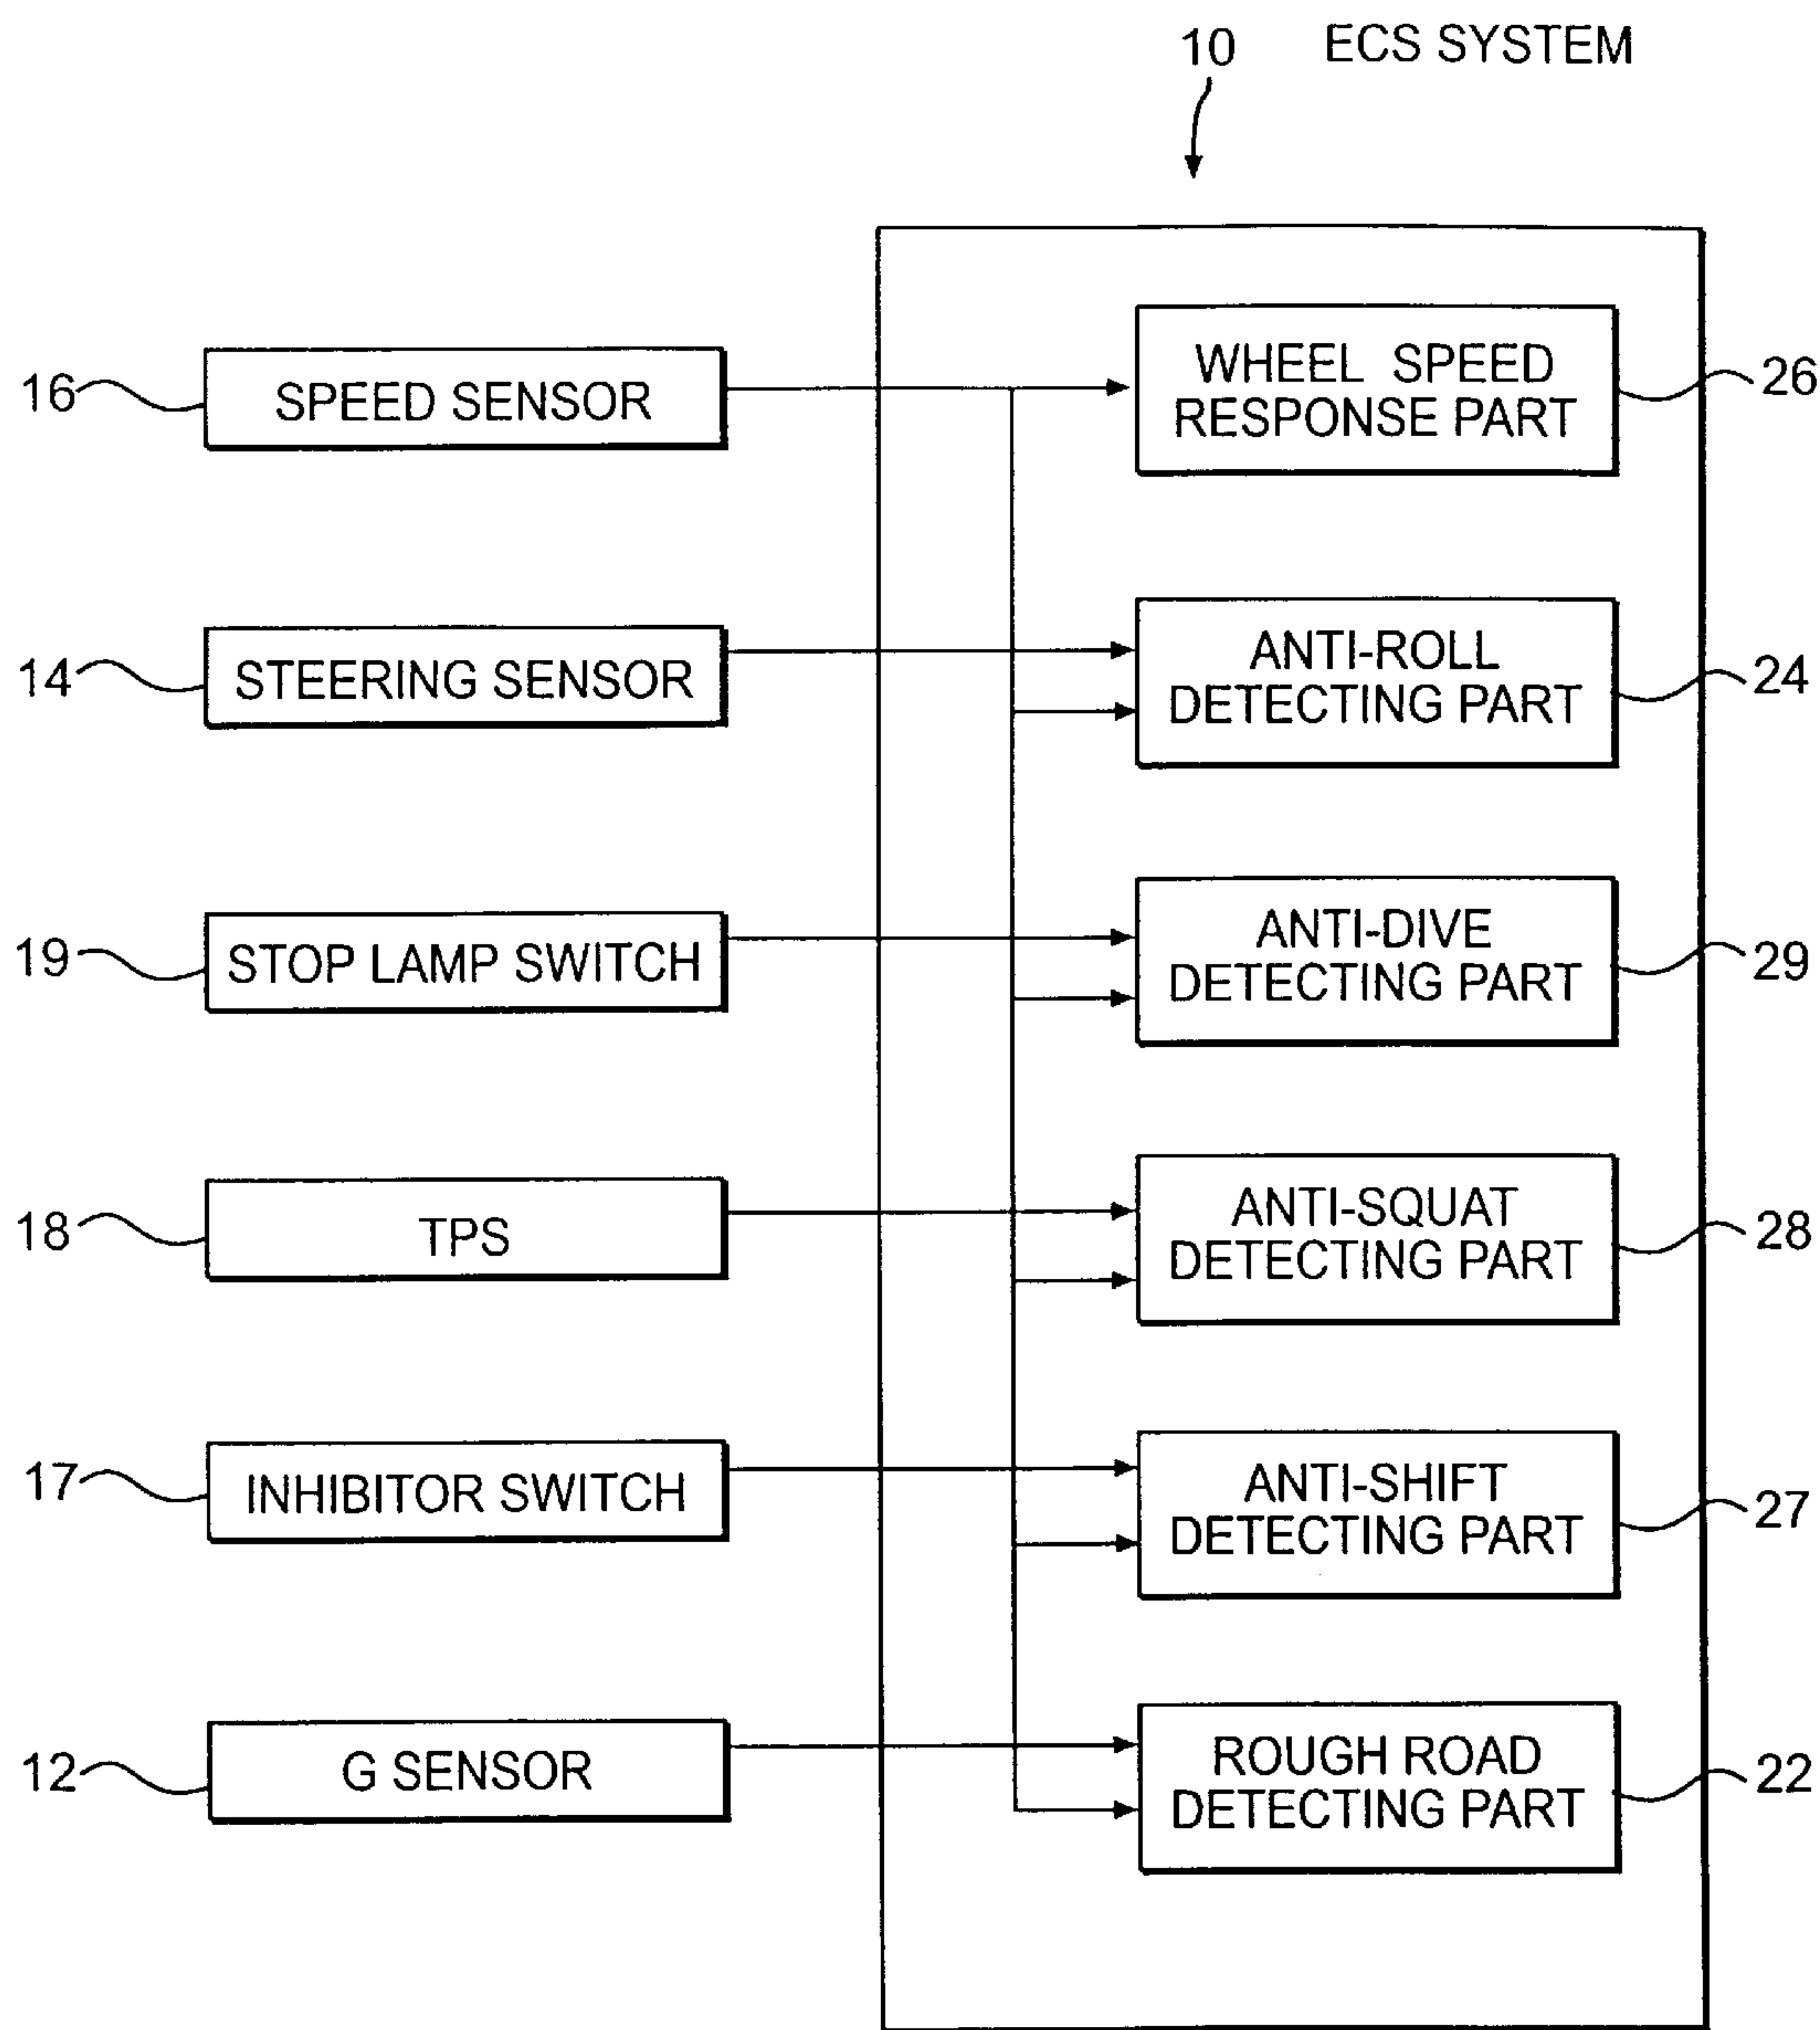 10 ECS SYSTEM
16 SPEED SENSOR
WHEEL SPEED
RESPONSE PART
26
14 STEERING SENSOR
ANTI-ROLL
DETECTING PART
24
19 STOP LAMP SWITCH
ANTI-DIVE
DETECTING PART
29
18 TPS
ANTI-SQUAT
DETECTING PART
28
17 INHIBITOR SWITCH
ANTI-SHIFT
DETECTING PART
27
12 G SENSOR
ROUGH ROAD
DETECTING PART
22